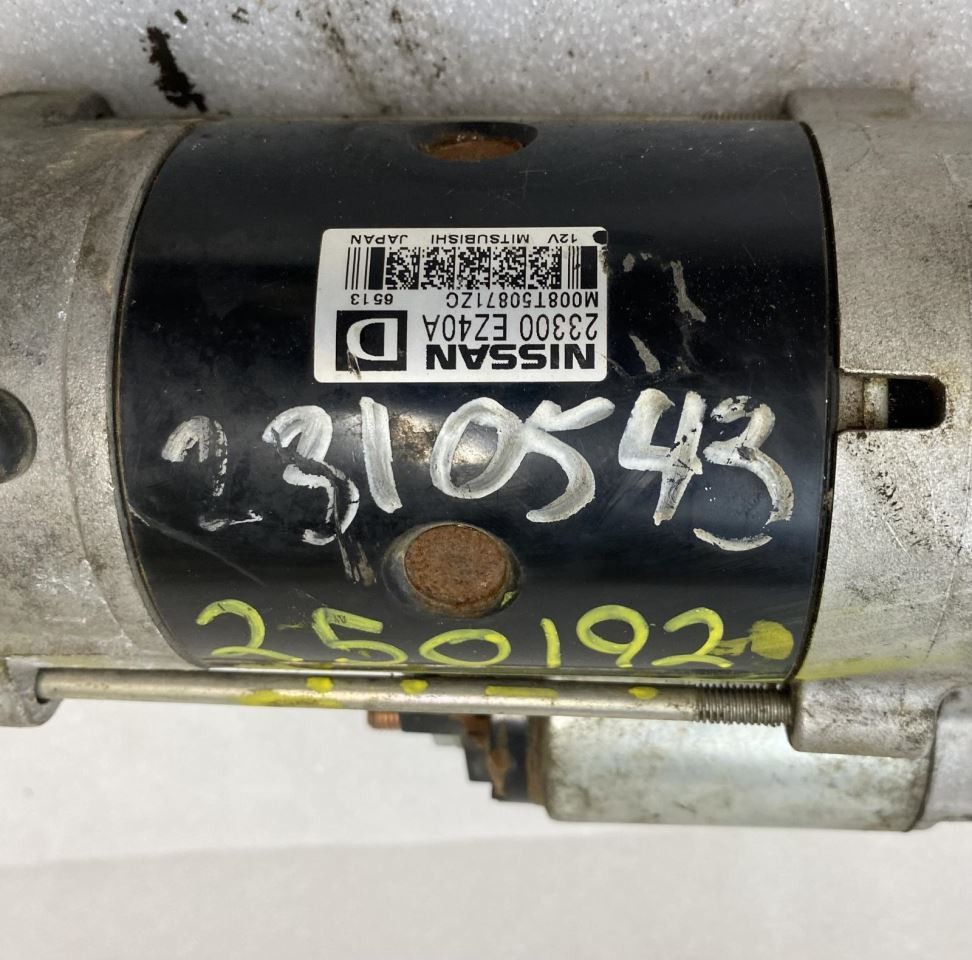 NISSAN D
23300 EZ40A
M008T50871ZC 6513
12V MITSUBISHI JAPAN
2310543
250192